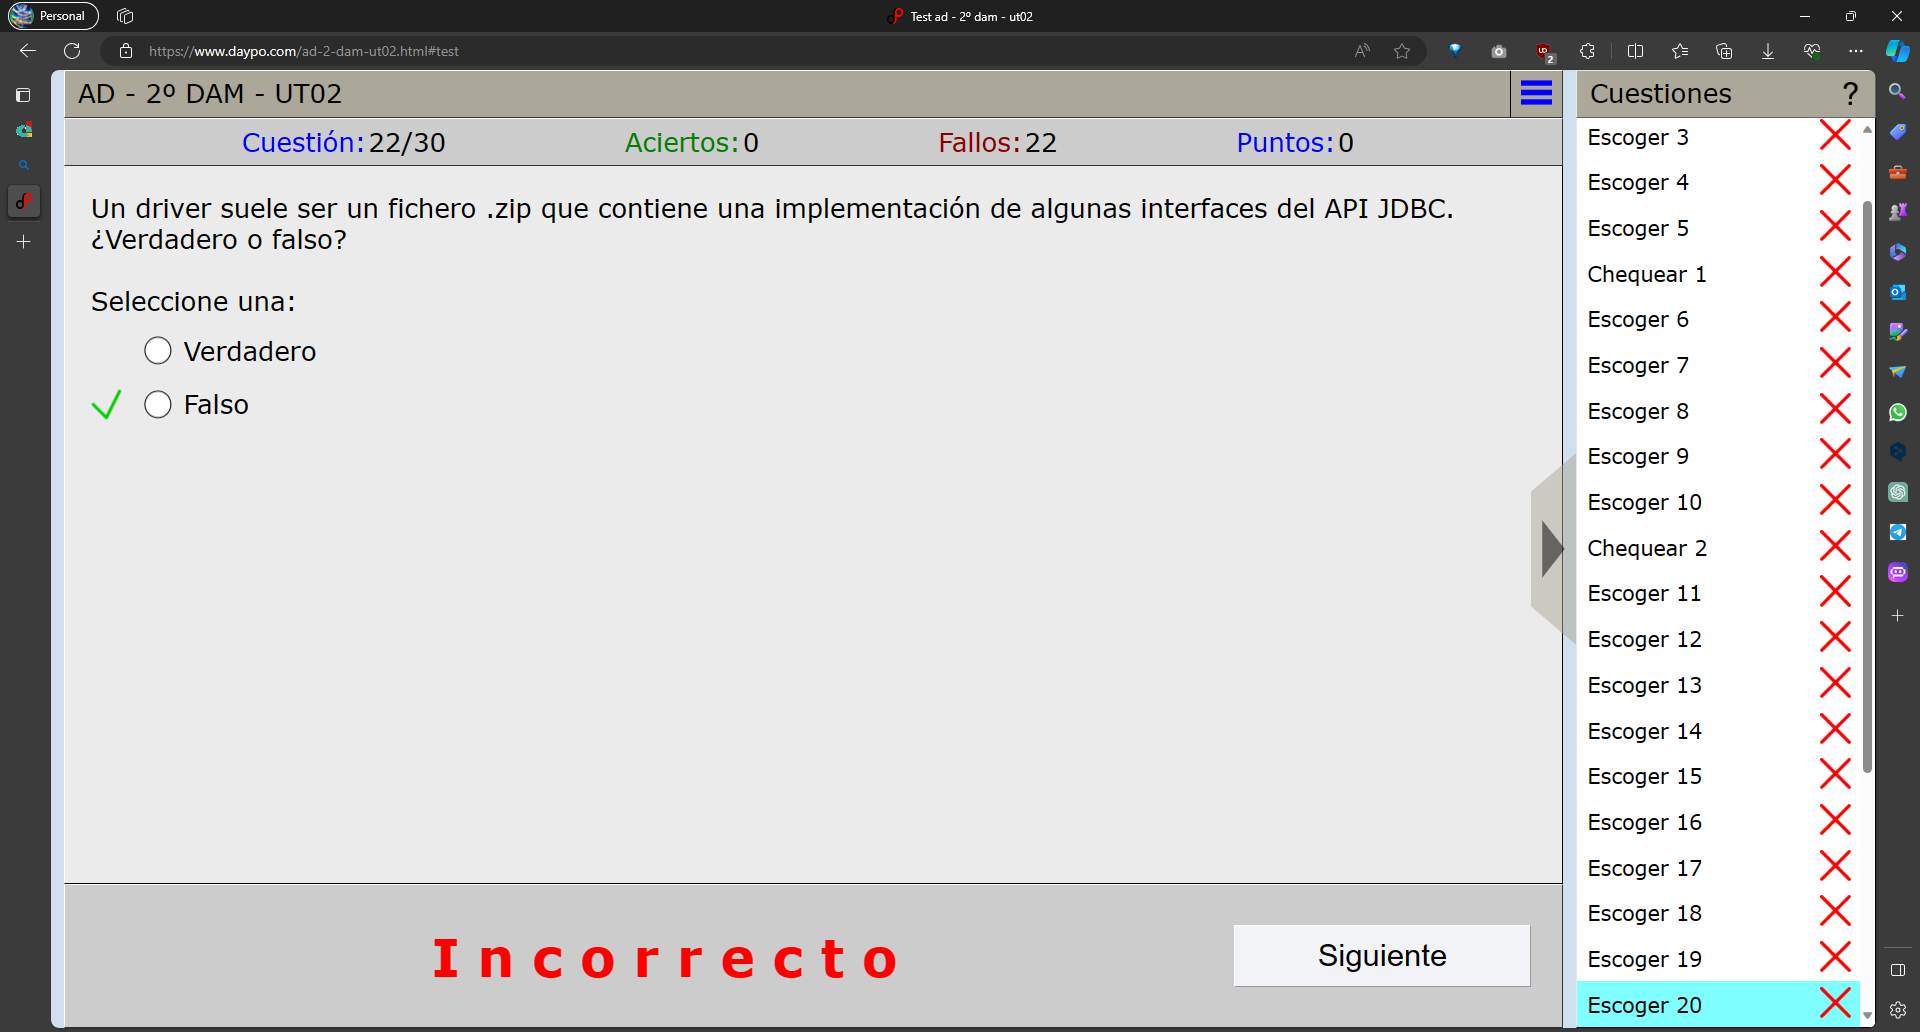 Personal
Test ad - 2º dam - ut02
https://www.daypo.com/ad-2-dam-ut02.html#test
2
AD - 2º DAM - UT02
Cuestión: 22/30
Aciertos: 0
Fallos: 22
Puntos: 0
Un driver suele ser un fichero .zip que contiene una implementación de algunas interfaces del API JDBC.
¿Verdadero o falso?
Seleccione una:
Verdadero
Falso
Incorrecto
Siguiente
Cuestiones ?
Escoger 3
Escoger 4
Escoger 5
Chequear 1
Escoger 6
Escoger 7
Escoger 8
Escoger 9
Escoger 10
Chequear 2
Escoger 11
Escoger 12
Escoger 13
Escoger 14
Escoger 15
Escoger 16
Escoger 17
Escoger 18
Escoger 19
Escoger 20